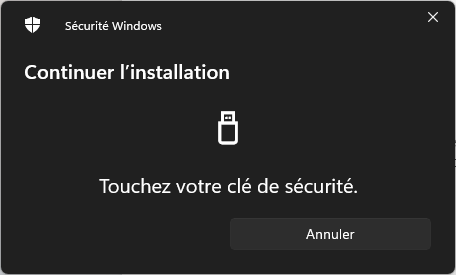 Sécurité Windows
Continuer l'installation
Touchez votre clé de sécurité.
Annuler